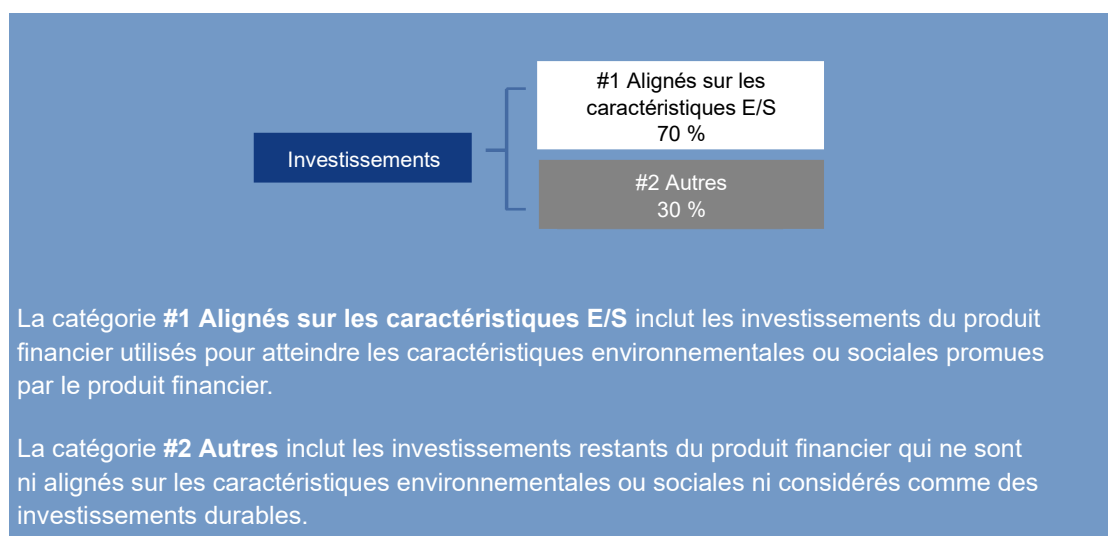 #1 Alignés sur les
caractéristiques E/S
70 %
Investissements
#2 Autres
30 %
La catégorie #1 Alignés sur les caractéristiques E/S inclut les investissements du produit
financier utilisés pour atteindre les caractéristiques environnementales ou sociales promues
par le produit financier.
La catégorie #2 Autres inclut les investissements restants du produit financier qui ne sont
ni alignés sur les caractéristiques environnementales ou sociales ni considérés comme des
investissements durables.